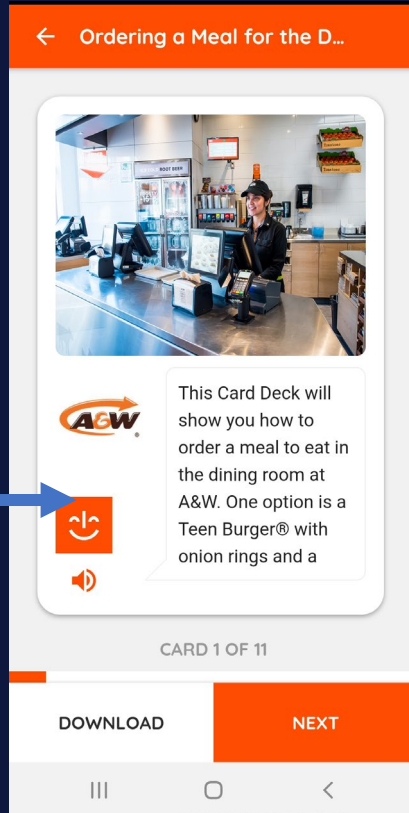 Ordering a Meal for the D...
ROOT BEER
A&W
This Card Deck will
show you how to
order a meal to eat in
the dining room at
A&W. One option is a
Teen Burger® with
onion rings and a
CARD 1 OF 11
DOWNLOAD
NEXT